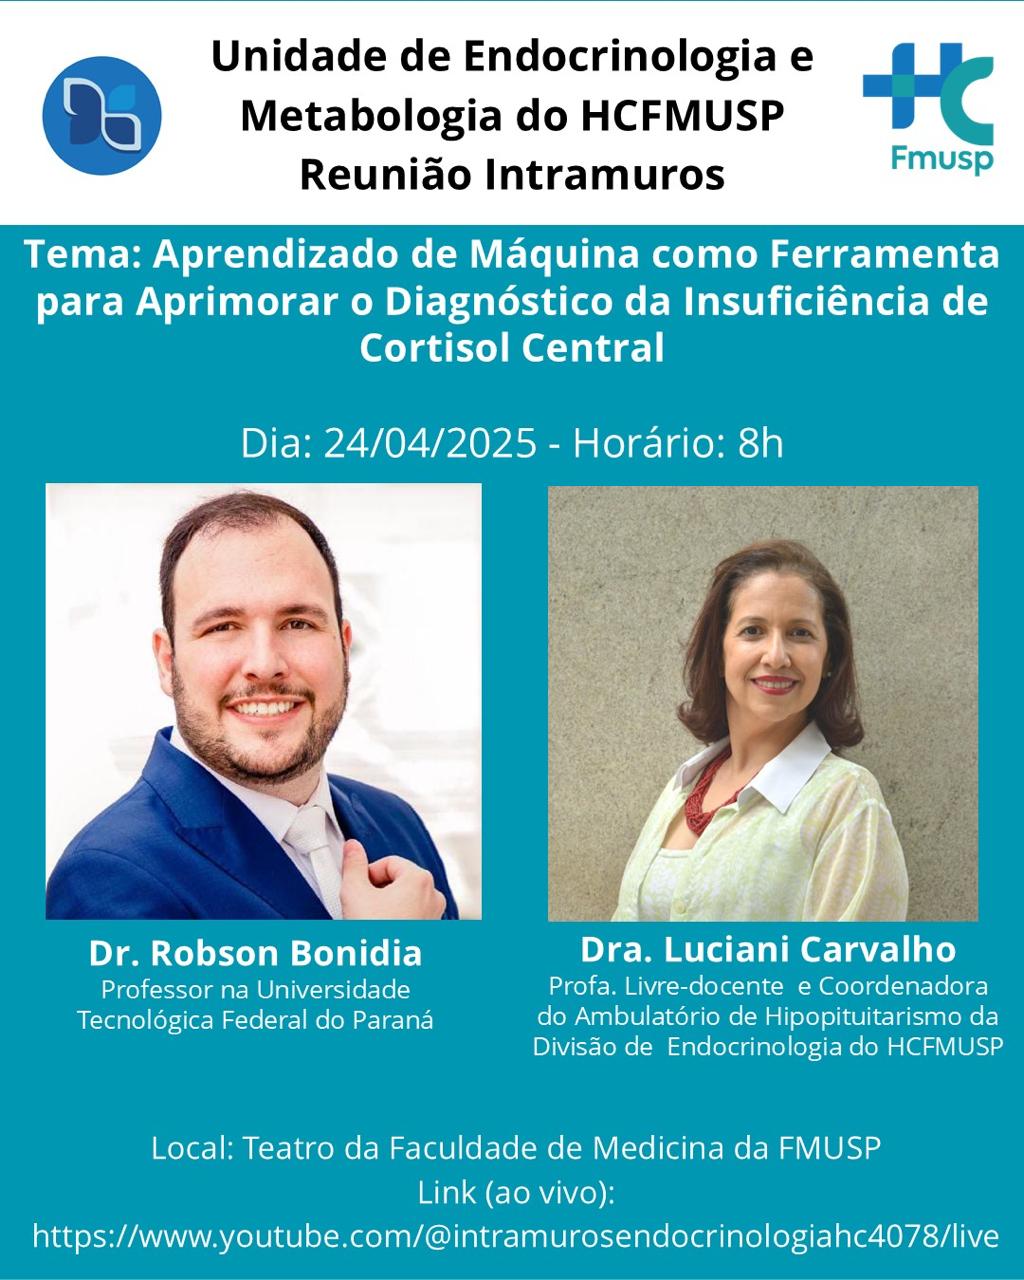 Unidade de Endocrinologia e
Metabologia do HCFMUSP
Reunião Intramuros
Fmusp
Tema: Aprendizado de Máquina como Ferramenta
para Aprimorar o Diagnóstico da Insuficiência de
Cortisol Central
Dia: 24/04/2025 - Horário: 8h
Dr. Robson Bonidia
Professor na Universidade
Tecnológica Federal do Paraná
Dra. Luciani Carvalho
Profa. Livre-docente e Coordenadora
do Ambulatório de Hipopituitarismo da
Divisão de Endocrinologia do HCFMUSP
Local: Teatro da Faculdade de Medicina da FMUSP
Link (ao vivo):
https://www.youtube.com/@intramurosendocrinologiahc4078/live